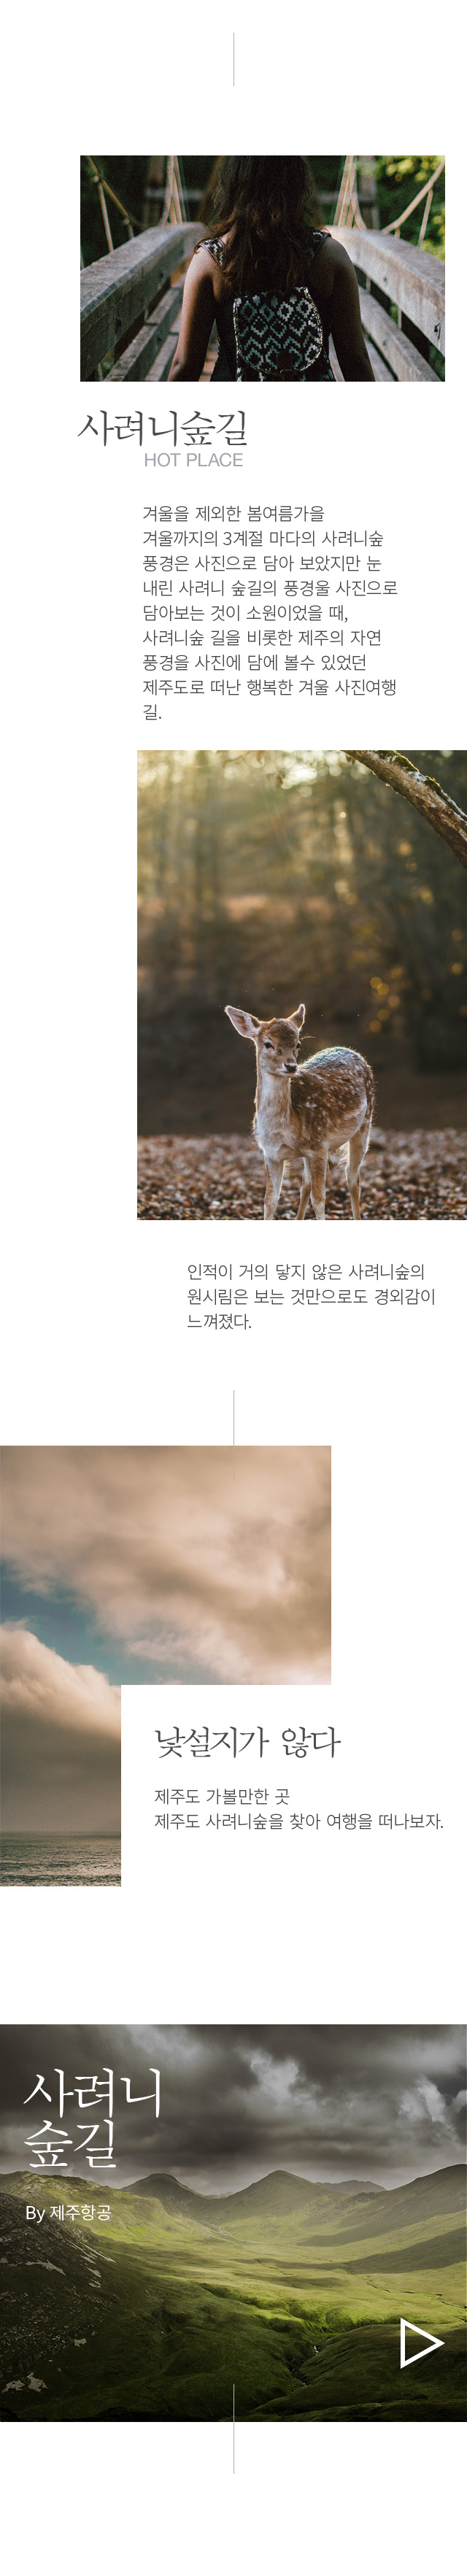 사려니숲길
HOT PLACE
겨울을 제외한 봄여름가을
겨울까지의 3계절 마다의 사려니숲
풍경은 사진으로 담아 보았지만 눈
내린 사려니 숲길의 풍경울 사진으로
담아보는 것이 소원이었을 때,
사려니숲 길을 비롯한 제주의 자연
풍경을 사진에 담에 볼수 있었던
제주도로 떠난 행복한 겨울 사진여행
길.
인적이 거의 닿지 않은 사려니숲의
원시림은 보는 것만으로도 경외감이
느껴졌다.
낯설지가 않다
제주도 가볼만한 곳
제주도 사려니숲을 찾아 여행을 떠나보자.
사려니
숲길
By 제주항공